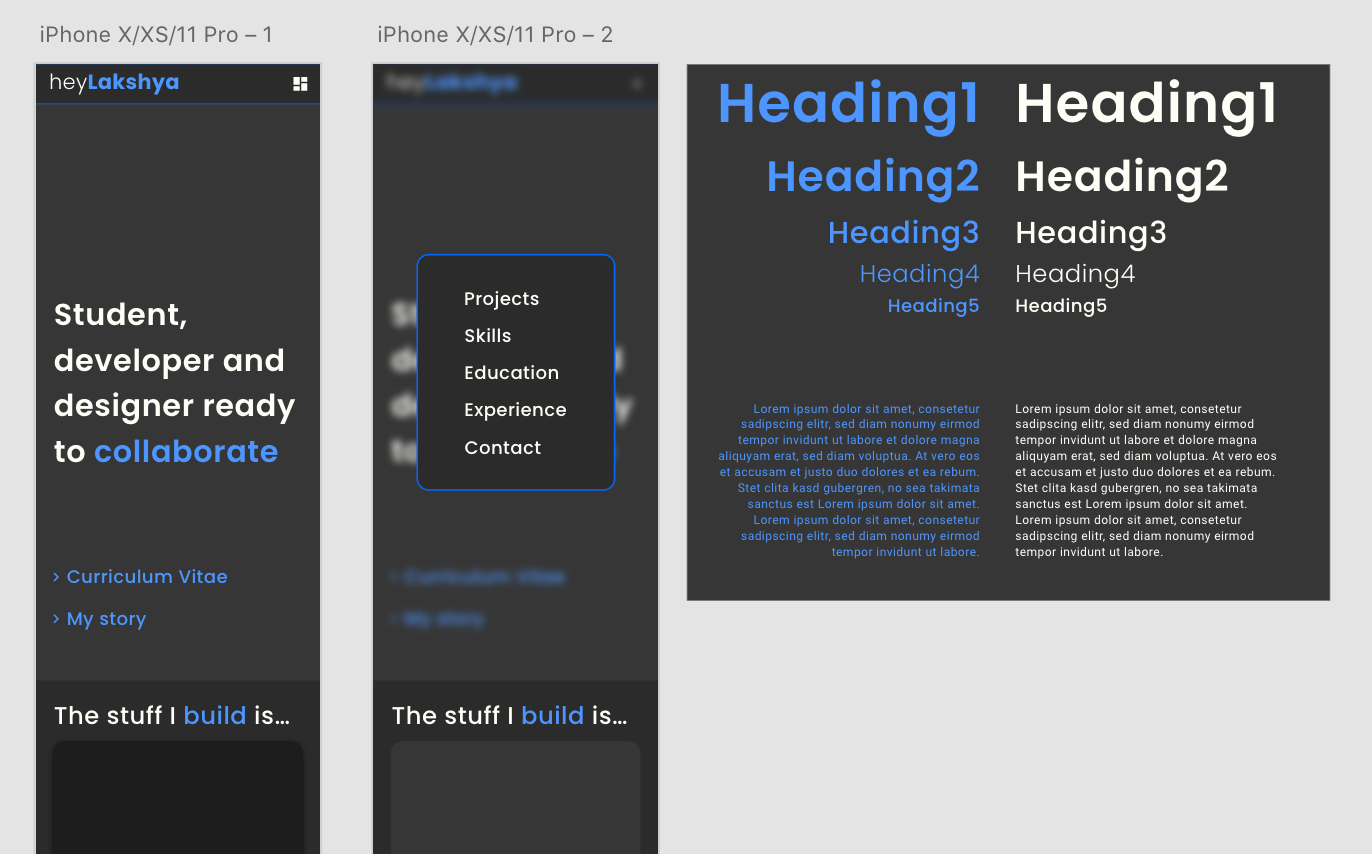 iPhone X/XS/11 Pro – 1
heyLakshya
Student,
developer and
designer ready
to collaborate
› Curriculum Vitae
› My story
The stuff I build is...
iPhone X/XS/11 Pro – 2
heyLakshya
Projects
Skills
Education
Experience
Contact
› Curriculum Vitae
› My story
The stuff I build is...
Heading1 Heading1
Heading2 Heading2
Heading3 Heading3
Heading4 Heading4
Heading5 Heading5
Lorem ipsum dolor sit amet, consetetur
sadipscing elitr, sed diam nonumy eirmod
tempor invidunt ut labore et dolore magna
aliquyam erat, sed diam voluptua. At vero eos
et accusam et justo duo dolores et ea rebum.
Stet clita kasd gubergren, no sea takimata
sanctus est Lorem ipsum dolor sit amet.
Lorem ipsum dolor sit amet, consetetur
sadipscing elitr, sed diam nonumy eirmod
tempor invidunt ut labore.
Lorem ipsum dolor sit amet, consetetur
sadipscing elitr, sed diam nonumy eirmod
tempor invidunt ut labore et dolore magna
aliquyam erat, sed diam voluptua. At vero eos
et accusam et justo duo dolores et ea rebum.
Stet clita kasd gubergren, no sea takimata
sanctus est Lorem ipsum dolor sit amet.
Lorem ipsum dolor sit amet, consetetur
sadipscing elitr, sed diam nonumy eirmod
tempor invidunt ut labore.